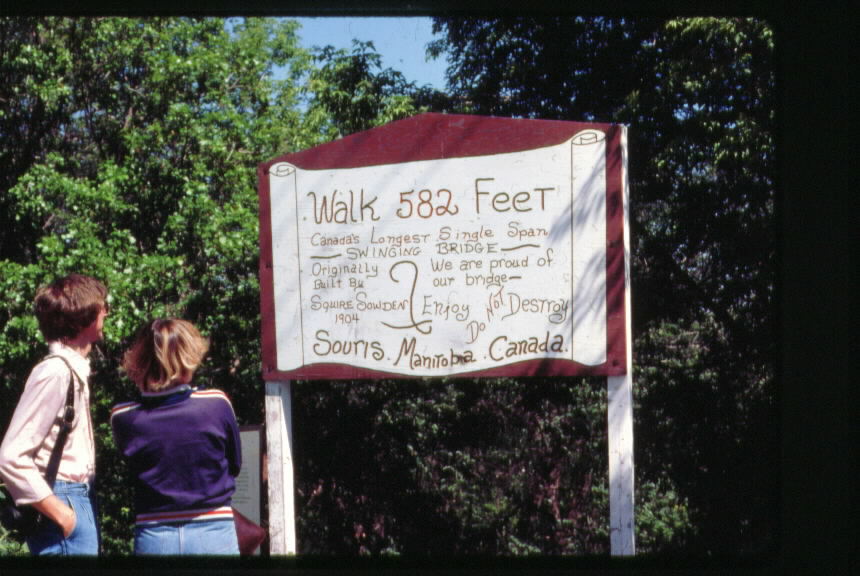 Walk 582 Feet
Canada's Longest Single Span
SWINGING BRIDGE
Originally
Built By
SQUIRE SOWDEN
1904
We are proud of
our bridge—
Enjoy Do Not Destroy
Souris. Manitoba. Canada.